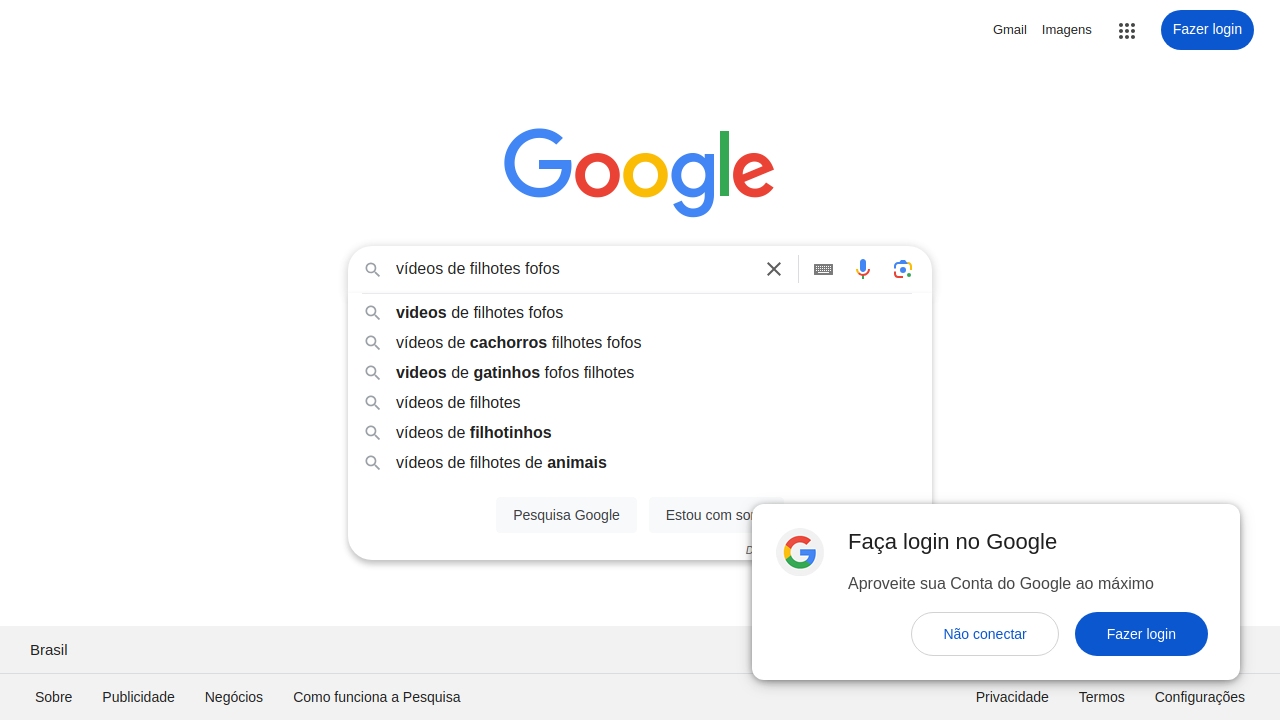 Gmail Imagens Fazer login
Google
vídeos de filhotes fofos
videos de filhotes fofos
vídeos de cachorros filhotes fofos
videos de gatinhos fofos filhotes
vídeos de filhotes
vídeos de filhotinhos
vídeos de filhotes de animais
Pesquisa Google Estou com
Faça login no Google
Aproveite sua Conta do Google ao máximo
Não conectar Fazer login
Brasil
Sobre Publicidade Negócios Como funciona a Pesquisa Privacidade Termos Configurações